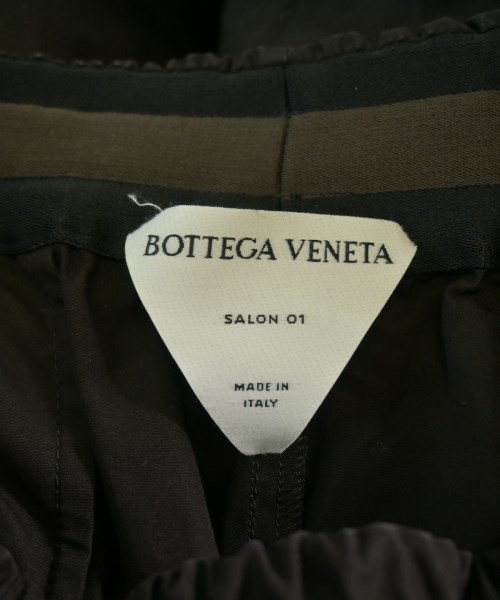 BOTTEGA VENETA
SALON 01
MADE IN
ITALY